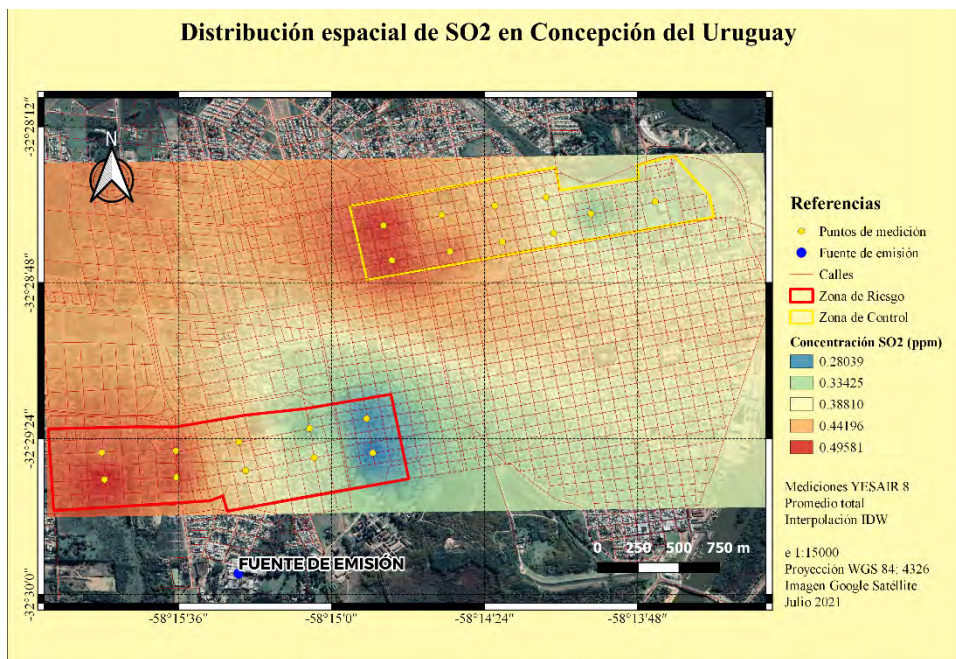 Distribución espacial de SO2 en Concepción del Uruguay
-32°28'12"
-32°28'48"
-32°29'24"
-32°30'0"
N
FUENTE DE EMISIÓN
0 250 500 750 m
-58°15'36"
-58°15'0"
-58°14'24"
-58°13'48"
Referencias
Puntos de medición
Fuente de emisión
Calles
Zona de Riesgo
Zona de Control
Concentración SO2 (ppm)
0.28039
0.33425
0.38810
0.44196
0.49581
Mediciones YESAIR 8
Promedio total
Interpolación IDW
e 1:15000
Proyección WGS 84: 4326
Imagen Google Satéllite
Julio 2021